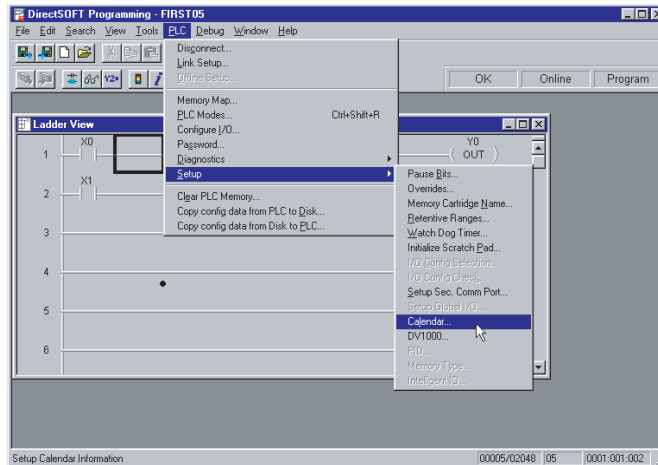 DirectSOFT Programming - FIRST05
File Edit Search View Tools PLC Debug Window Help
Disconnect...
Link Setup...
Offline Setup...
OK Online Program
Memory Map...
PLC Modes... Ctrl+Shift+R
Configure I/O...
Password...
Diagnostics
Setup
Clear PLC Memory...
Copy config data from PLC to Disk...
Copy config data from Disk to PLC...
Ladder View
1 X0 Y0
OUT
2 X1
3
4
5
6
Pause Bits...
Overrides...
Memory Cartridge Name...
Retentive Ranges...
Watch Dog Timer...
Initialize Scratch Pad...
I/O Config Selection...
I/O Config Check...
Setup Sec. Comm Port...
Setup Global I/O...
Calendar...
DV1000...
PID...
Memory Type...
Intelligent IO...
Setup Calendar Information 00005/02048 05 0001:001:002